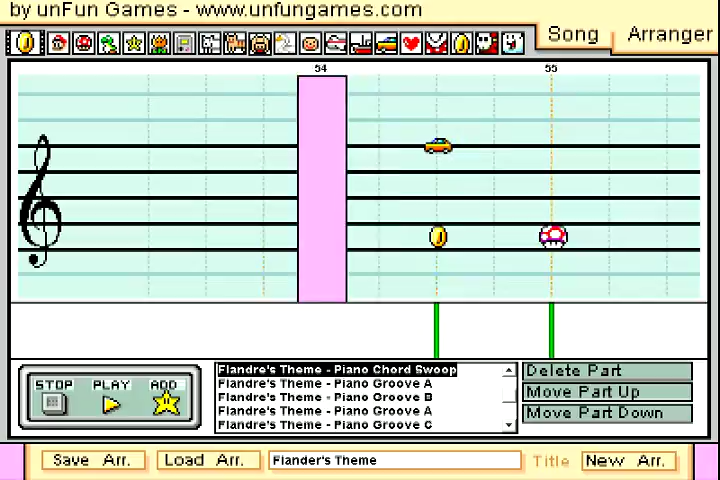 by unFun Games - www.unfungames.com
Song
Arranger
54
55
STOP PLAY ADD
Flandre's Theme - Piano Chord Swoop
Flandre's Theme - Piano Groove A
Flandre's Theme - Piano Groove B
Flandre's Theme - Piano Groove A
Flandre's Theme - Piano Groove C
Delete Part
Move Part Up
Move Part Down
Save Arr.
Load Arr.
Flander's Theme
Title
New Arr.